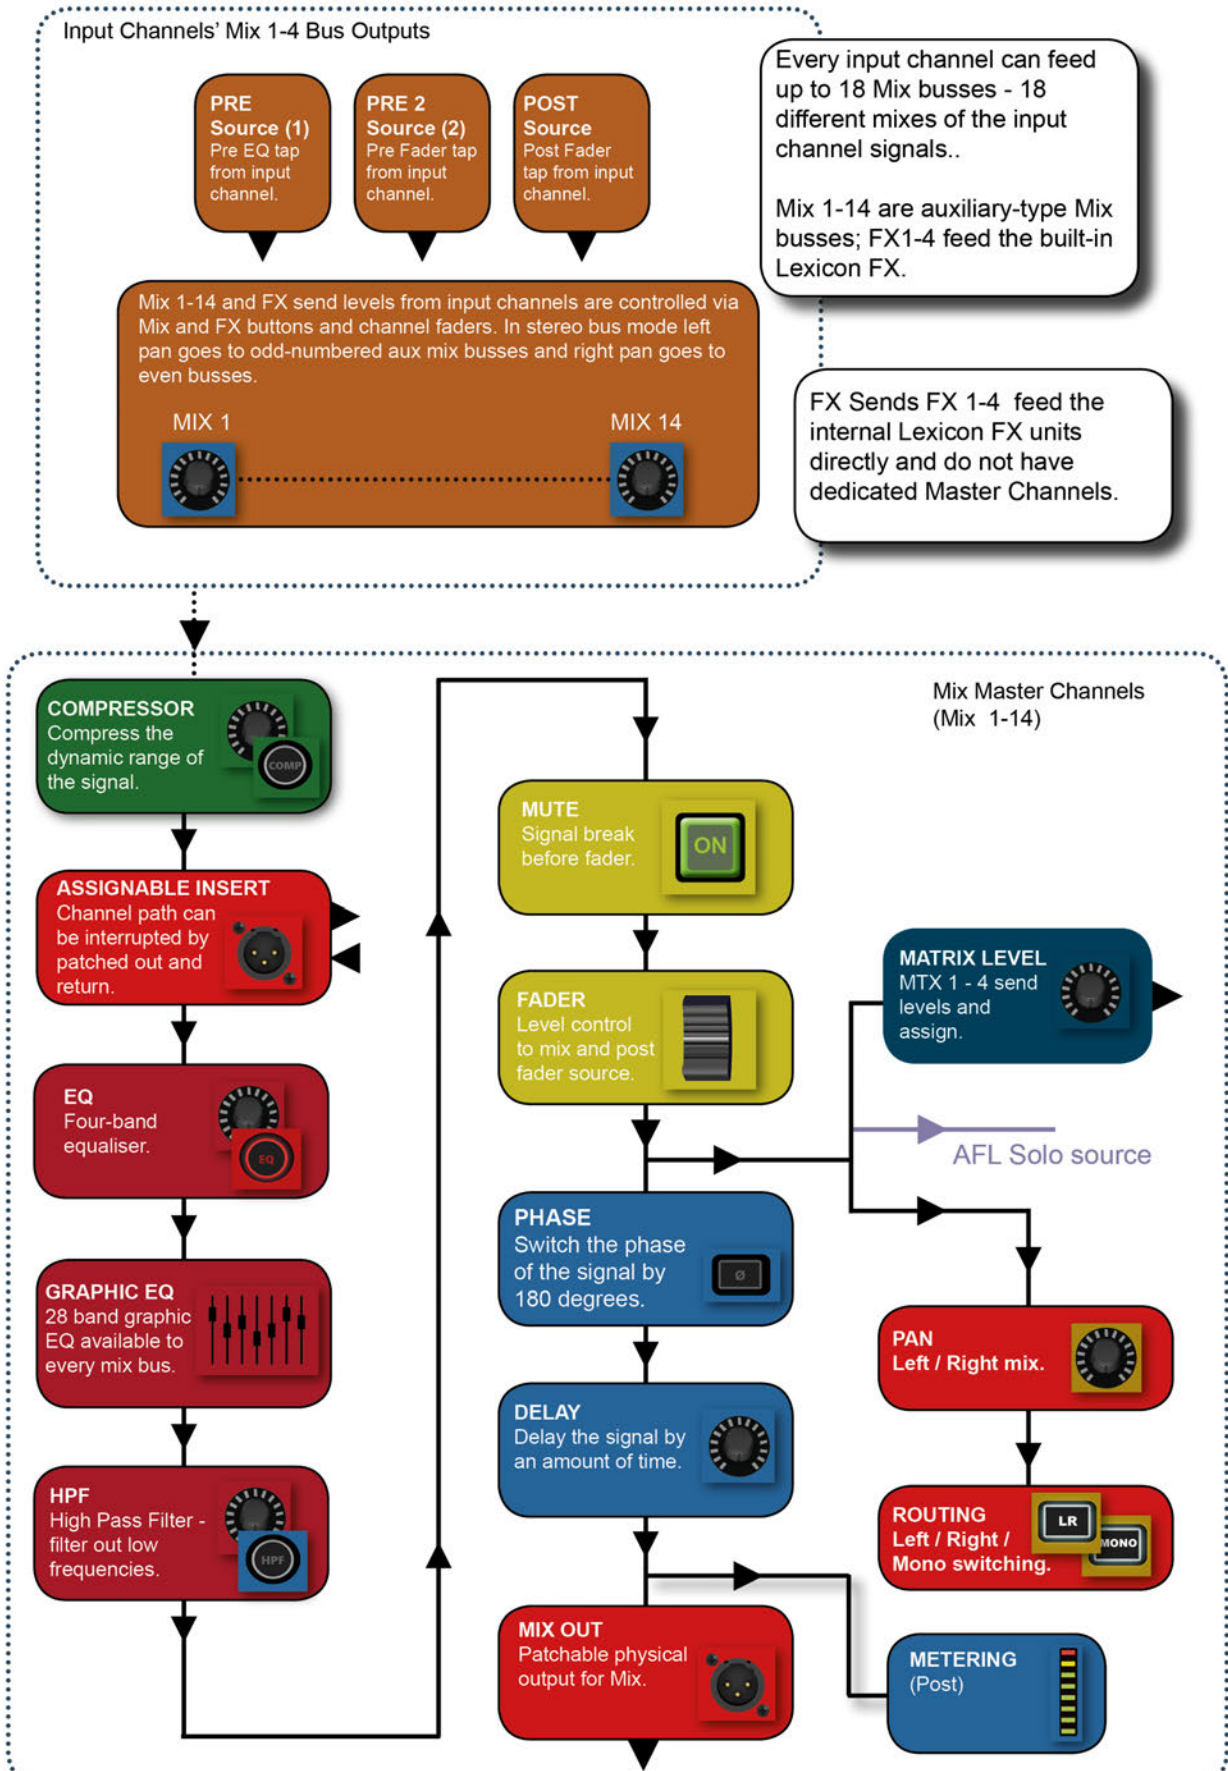 Input Channels' Mix 1-4 Bus Outputs
PRE
Source (1)
Pre EQ tap
from input
channel.
PRE 2
Source (2)
Pre Fader tap
from input
channel.
POST
Source
Post Fader
tap from input
channel.
Every input channel can feed
up to 18 Mix busses - 18
different mixes of the input
channel signals..
Mix 1-14 are auxiliary-type Mix
busses; FX1-4 feed the built-in
Lexicon FX.
Mix 1-14 and FX send levels from input channels are controlled via
Mix and FX buttons and channel faders. In stereo bus mode left
pan goes to odd-numbered aux mix busses and right pan goes to
even busses.
MIX 1
MIX 14
FX Sends FX 1-4 feed the
internal Lexicon FX units
directly and do not have
dedicated Master Channels.
Mix Master Channels
(Mix 1-14)
COMPRESSOR
Compress the
dynamic range of
the signal.
COMP
ASSIGNABLE INSERT
Channel path can
be interrupted by
patched out and
return.
EQ
Four-band
equaliser.
EQ
GRAPHIC EQ
28 band graphic
EQ available to
every mix bus.
HPF
High Pass Filter -
filter out low
frequencies.
HPF
MUTE
Signal break
before fader.
ON
FADER
Level control
to mix and post
fader source.
MATRIX LEVEL
MTX 1 - 4 send
levels and
assign.
AFL Solo source
PHASE
Switch the phase
of the signal by
180 degrees.
Ø
PAN
Left / Right mix.
DELAY
Delay the signal by
an amount of time.
ROUTING
Left / Right /
Mono switching.
LR
MONO
MIX OUT
Patchable physical
output for Mix.
METERING
(Post)